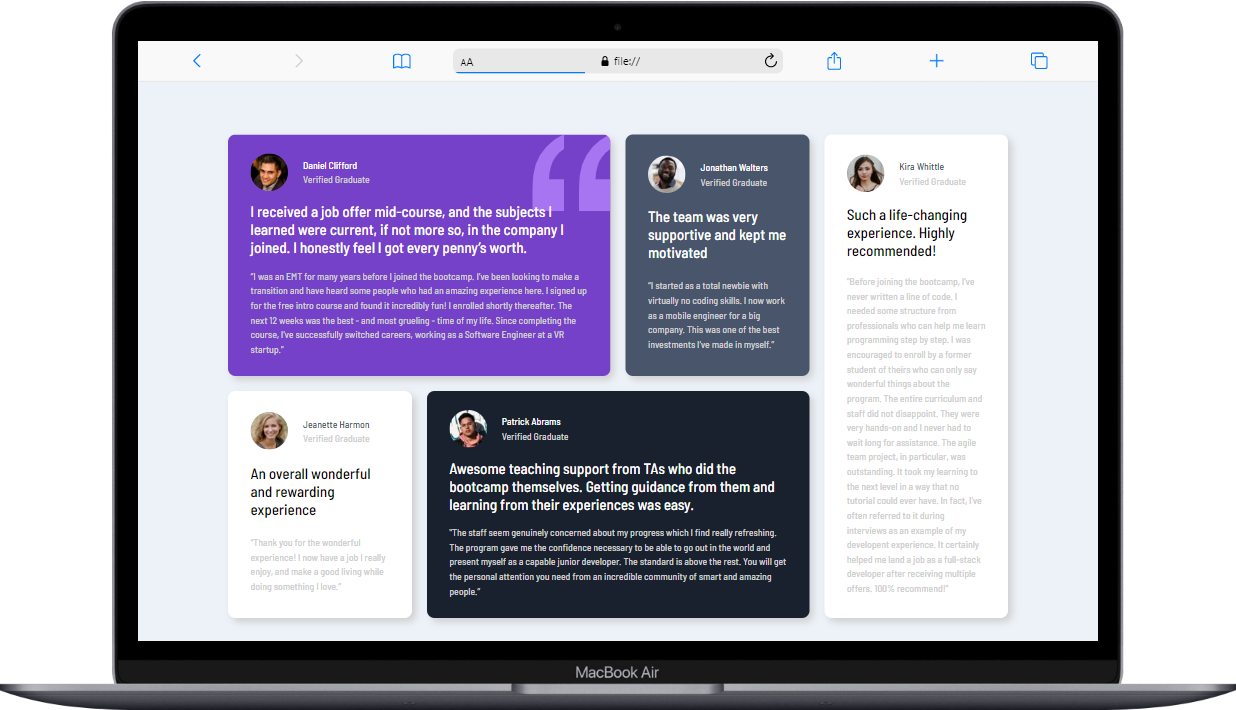 AA
file://
Daniel Clifford
Verified Graduate
I received a job offer mid-course, and the subjects I
learned were current, if not more so, in the company I
joined. I honestly feel I got every penny’s worth.
“I was an EMT for many years before I joined the bootcamp. I’ve been looking to make a
transition and have heard some people who had an amazing experience here. I signed up
for the free intro course and found it incredibly fun! I enrolled shortly thereafter. The
next 12 weeks was the best - and most grueling - time of my life. Since completing the
course, I’ve successfully switched careers, working as a Software Engineer at a VR
startup.”
Jonathan Walters
Verified Graduate
The team was very
supportive and kept me
motivated
“I started as a total newbie with
virtually no coding skills. I now work
as a mobile engineer for a big
company. This was one of the best
investments I’ve made in myself.”
Kira Whittle
Verified Graduate
Such a life-changing
experience. Highly
recommended!
“Before joining the bootcamp, I’ve
never written a line of code. I
needed some structure from
professionals who can help me learn
programming step by step. I was
encouraged to enroll by a former
student of theirs who can only say
wonderful things about the
program. The entire curriculum and
staff did not disappoint. They were
very hands-on and I never had to
wait long for assistance. The agile
team project, in particular, was
outstanding. It took my learning to
the next level in a way that no
tutorial could ever have. In fact, I’ve
often referred to it during
interviews as an example of my
developent experience. It certainly
helped me land a job as a full-stack
developer after receiving multiple
offers. 100% recommend!”
Jeanette Harmon
Verified Graduate
An overall wonderful
and rewarding
experience
“Thank you for the wonderful
experience! I now have a job I really
enjoy, and make a good living while
doing something I love.”
Patrick Abrams
Verified Graduate
Awesome teaching support from TAs who did the
bootcamp themselves. Getting guidance from them and
learning from their experiences was easy.
“The staff seem genuinely concerned about my progress which I find really refreshing.
The program gave me the confidence necessary to be able to go out in the world and
present myself as a capable junior developer. The standard is above the rest. You will get
the personal attention you need from an incredible community of smart and amazing
people.”
MacBook Air